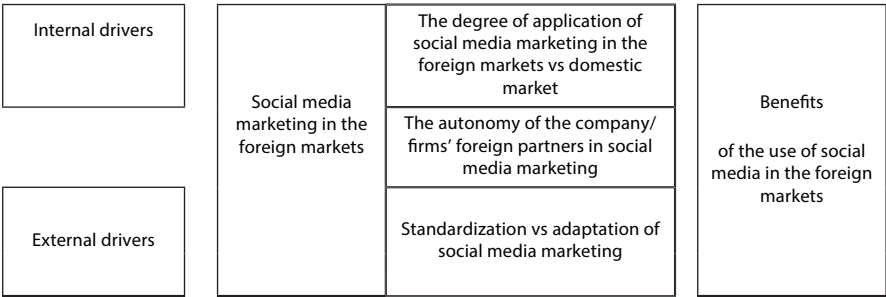 Internal drivers
External drivers
Social media
marketing in the
foreign markets
The degree of application of
social media marketing in the
foreign markets vs domestic
market
The autonomy of the company/
firms' foreign partners in social
media marketing
Standardization vs adaptation of
social media marketing
Benefits
of the use of social
media in the foreign
markets